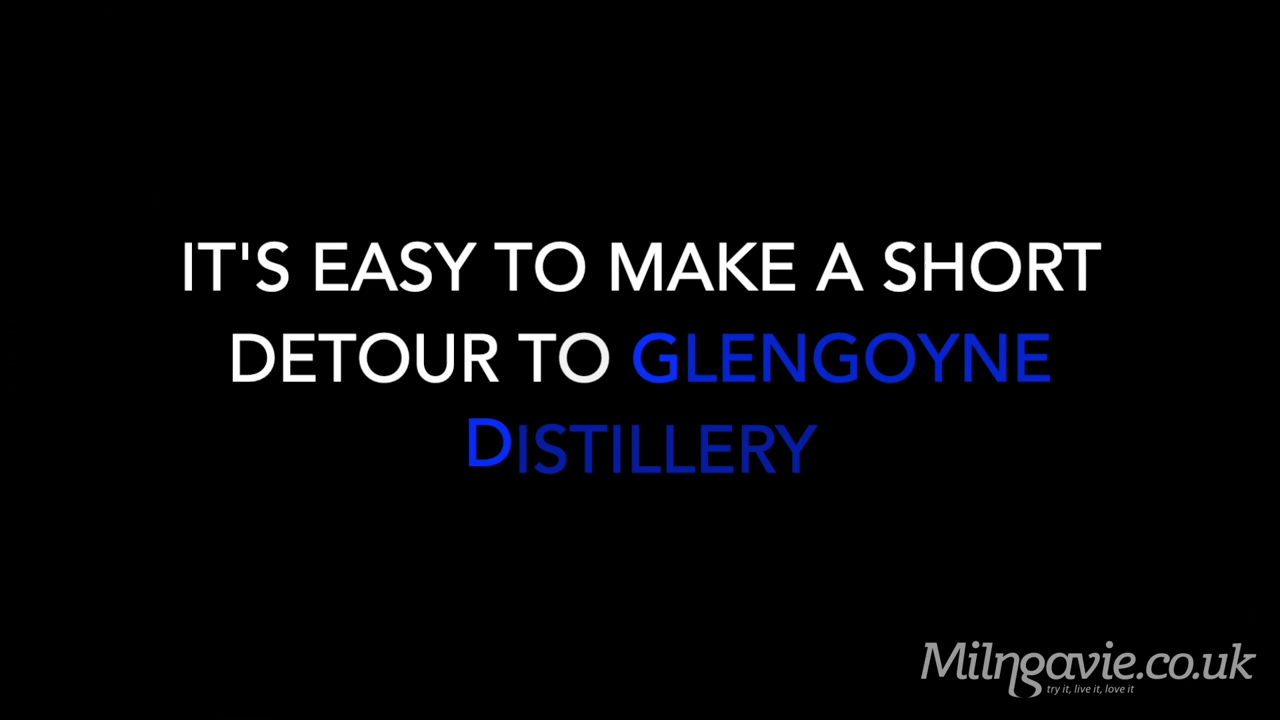 IT'S EASY TO MAKE A SHORT
DETOUR TO GLENGOYNE
DISTILLERY
Milngavie.co.uk
try it, live it, love it